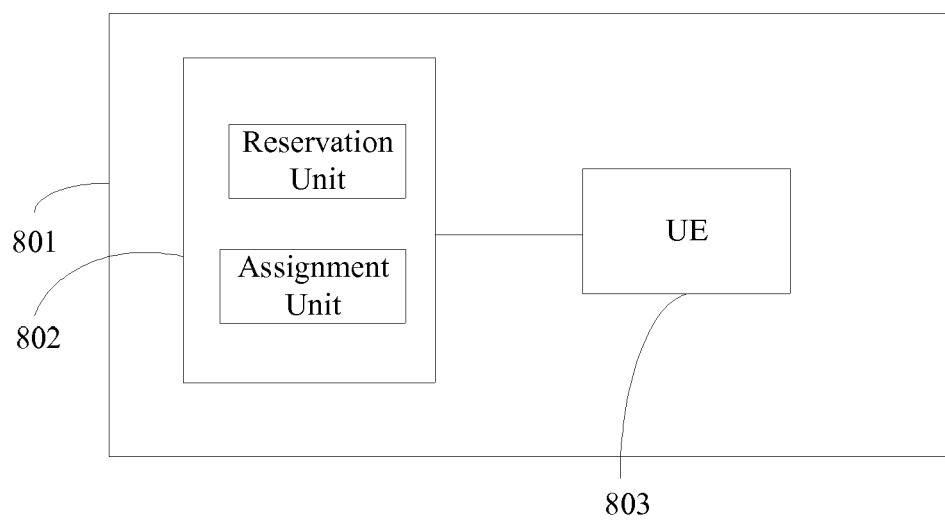 Reservation
Unit
UE
801
Assignment
Unit
802
803